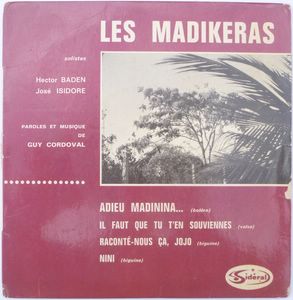 LES MADIKERAS
solistes
Hector BADEN
José ISIDORE
PAROLES ET MUSIQUE
DE
GUY CORDOVAL
ADIEU MADININA... (boléro)
IL FAUT QUE TU T'EN SOUVIENNES (valse)
RACONTÉ-NOUS ÇA, JOJO (biguine)
NINI (biguine)
Sidéral